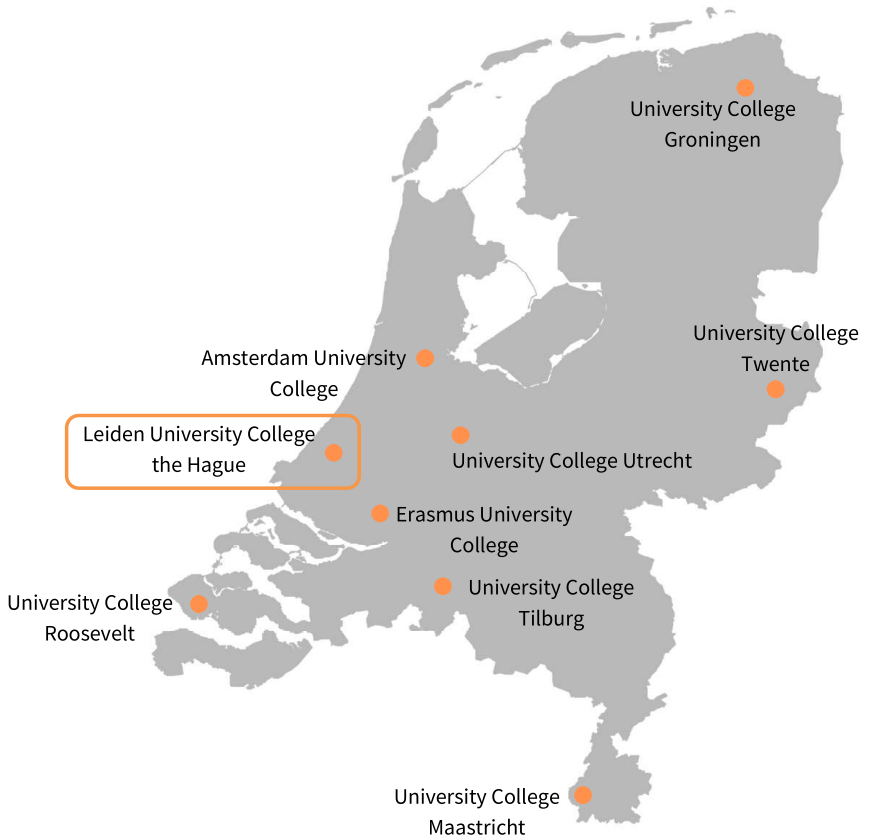 University College
Groningen
University College
Twente
Amsterdam University
College
Leiden University College
the Hague
University College Utrecht
Erasmus University
College
University College
Tilburg
University College
Roosevelt
University College
Maastricht